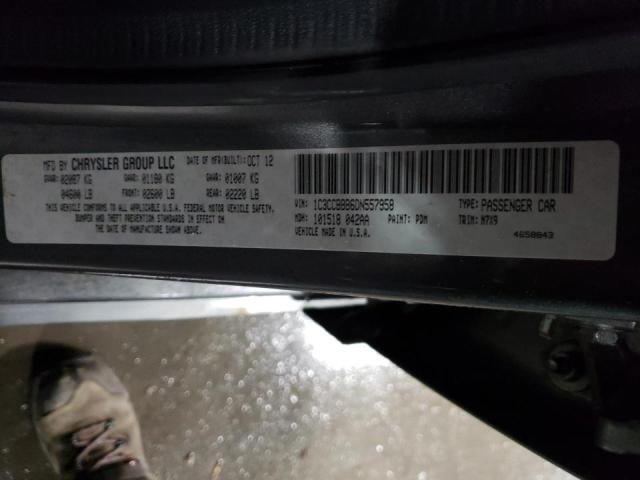 MFD BY CHRYSLER GROUP LLC DATE OF MFR(BUILT): OCT 12
GVWR: 02087 KG GAWR: 01180 KG GAWR: 01007 KG
04600 LB FRONT: 02600 LB REAR: 02220 LB
THIS VEHICLE CONFORMS TO ALL APPLICABLE U.S.A. FEDERAL MOTOR VEHICLE SAFETY,
BUMPER AND THEFT PREVENTION STANDARDS IN EFFECT ON
THE DATE OF MANUFACTURE SHOWN ABOVE.
VIN: 1C3CCBBB6DN557958 TYPE: PASSENGER CAR
MDH: 101518 042AA PAINT: PDM TRIM: M7X9
VEHICLE MADE IN U.S.A. 4658643